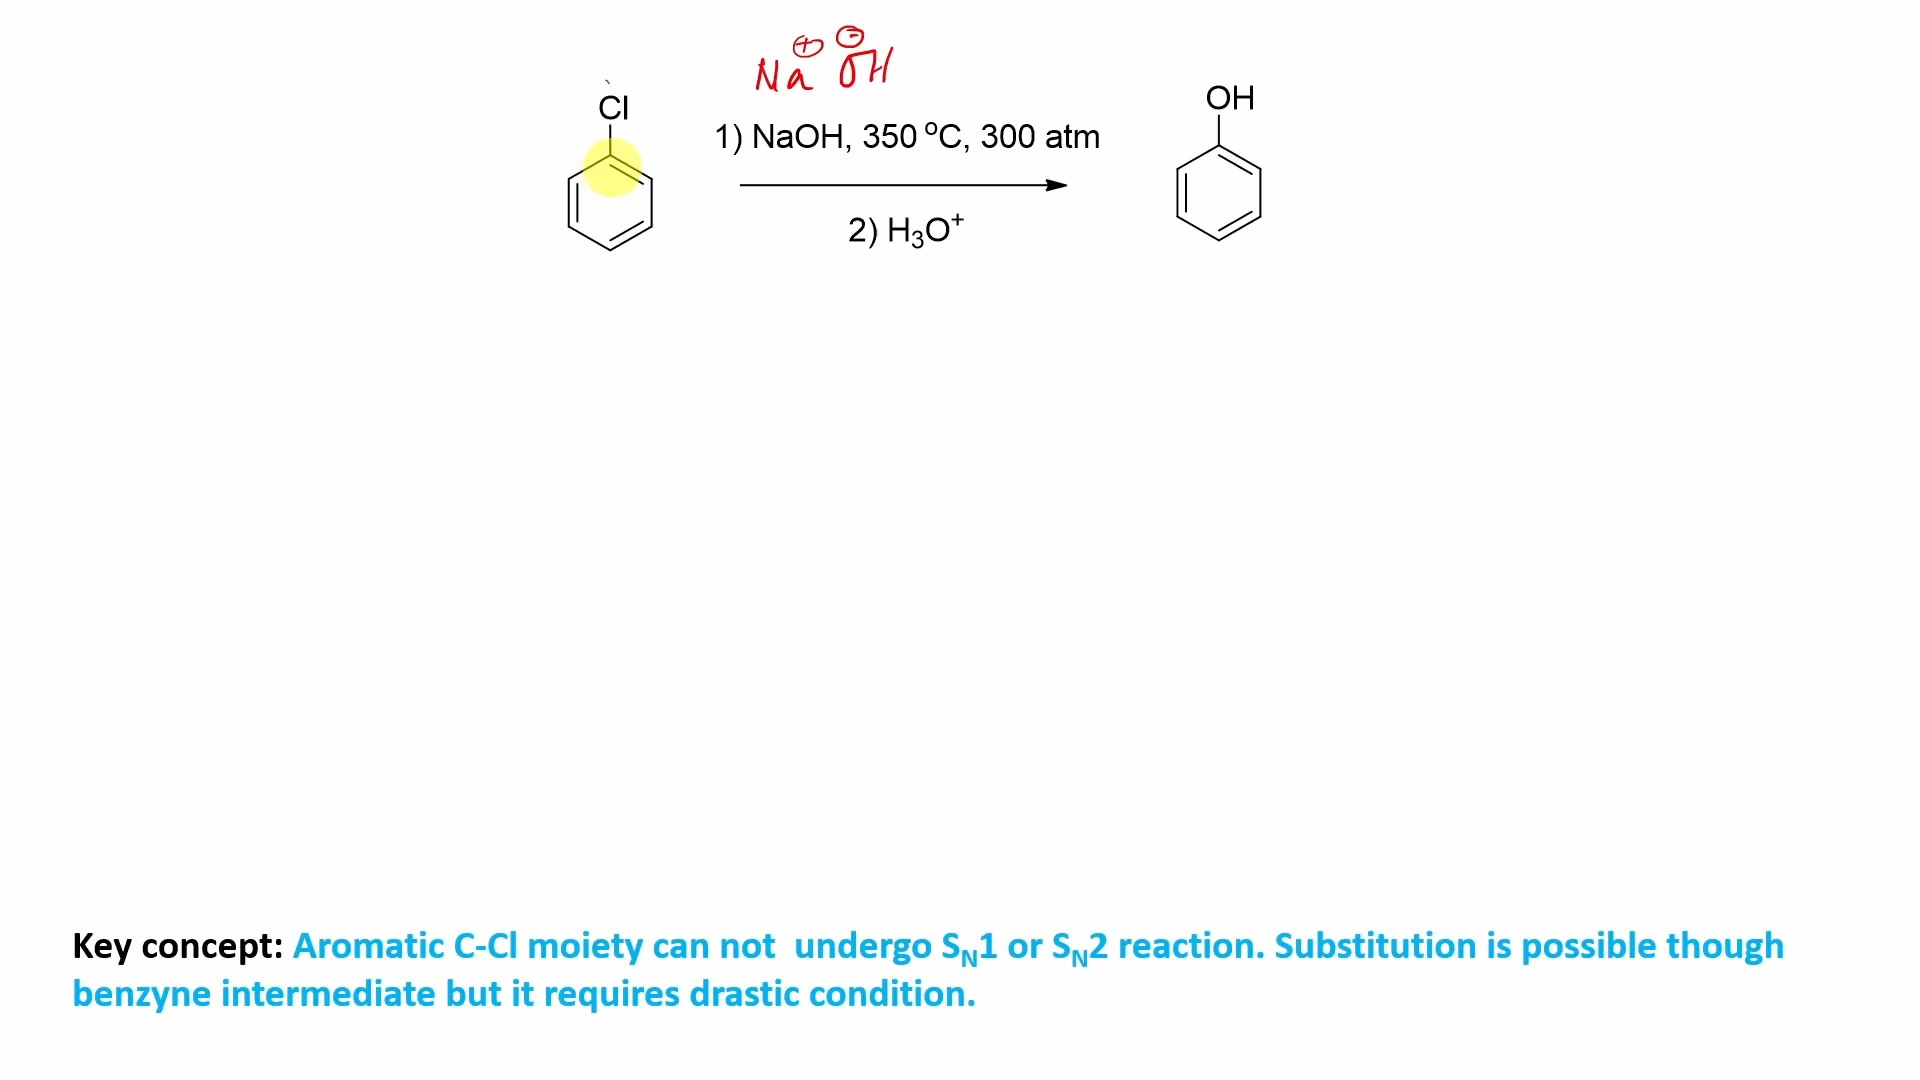 Na⊕ ⊖OH
Cl
OH
1) NaOH, 350 °C, 300 atm
2) H₃O⁺
Key concept: Aromatic C-Cl moiety can not  undergo Sₙ1 or Sₙ2 reaction. Substitution is possible though
benzyne intermediate but it requires drastic condition.